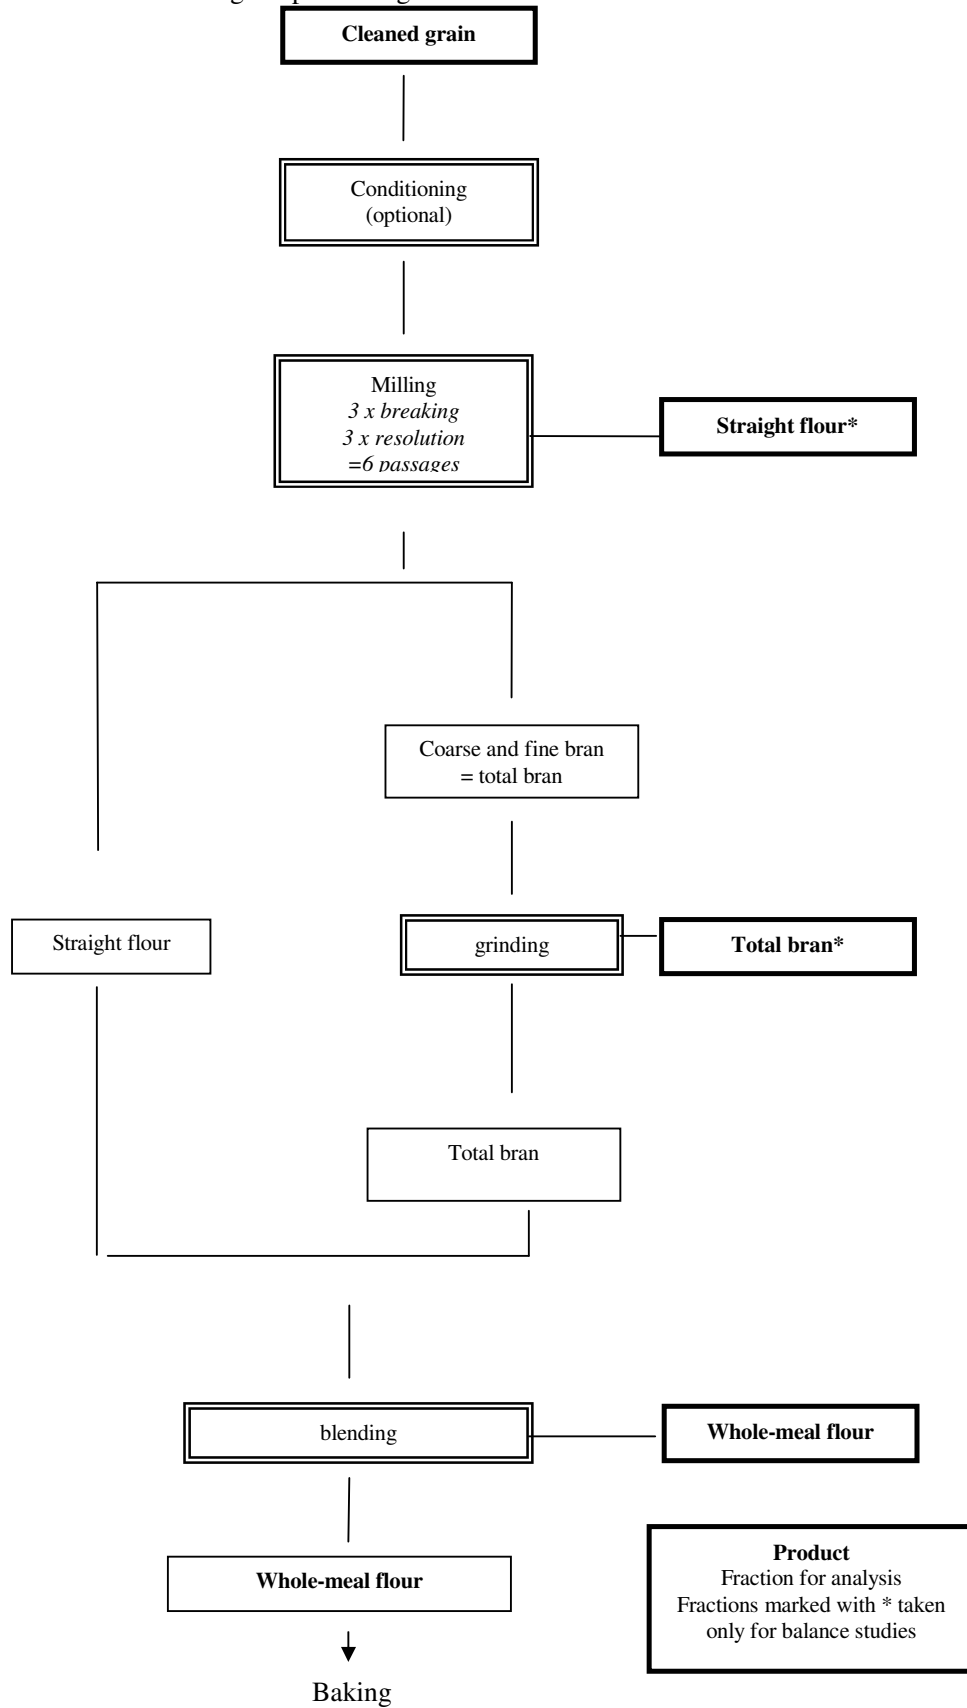 Cleaned grain
Conditioning
(optional)
Milling
3 x breaking
3 x resolution
=6 passages
Straight flour*
Coarse and fine bran
= total bran
Straight flour
grinding
Total bran*
Total bran
blending
Whole-meal flour
Whole-meal flour
Product
Fraction for analysis
Fractions marked with * taken
only for balance studies
Baking